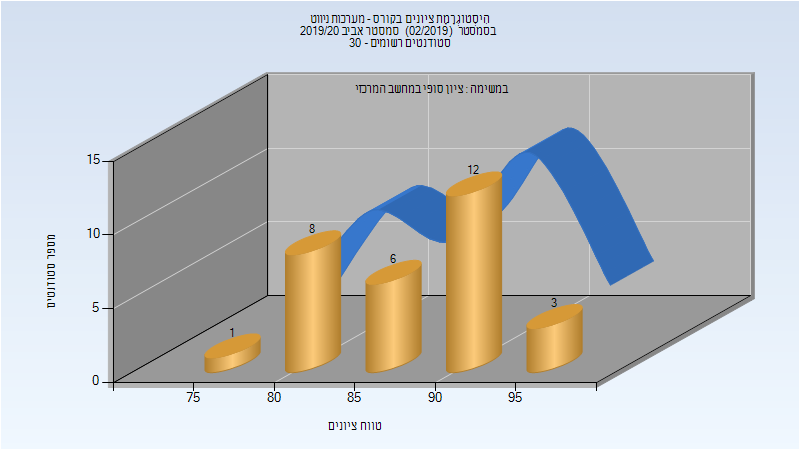 היסטוגרמת ציונים בקורס - מערכות ניווט
בסמסטר (02/2019) סמסטר אביב 2019/20
סטודנטים רשומים - 30
במשימה : ציון סופי במחשב המרכזי
מספר סטודנטים
15
10
5
0
1
8
6
12
3
75
80
85
90
95
טווח ציונים